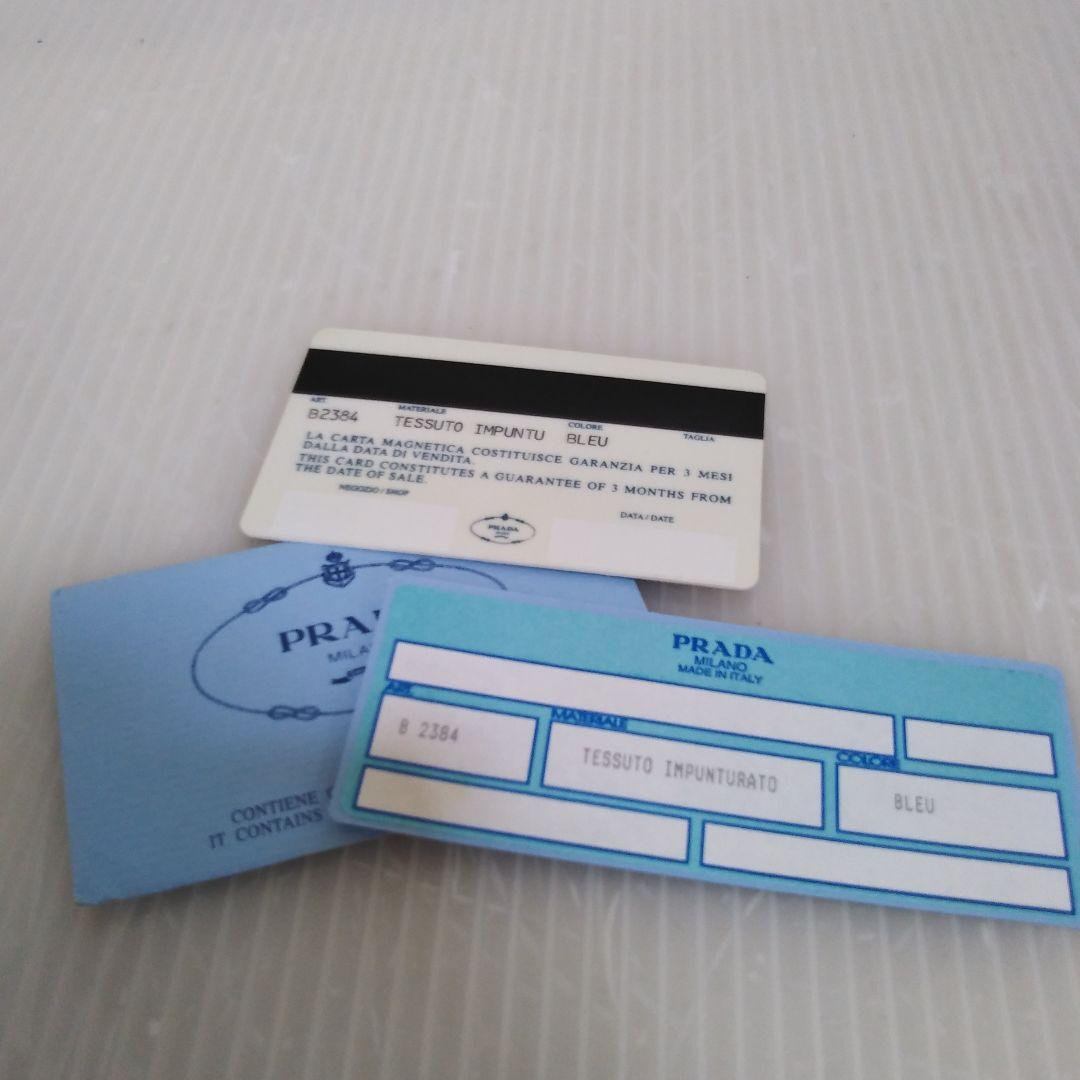 ART.
MATERIALE
COLORE
TAGLIA
B2384 TESSUTO IMPUNTU BLEU
LA CARTA MAGNETICA COSTITUISCE GARANZIA PER 3 MESI
DALLA DATA DI VENDITA.
THIS CARD CONSTITUTES A GUARANTEE OF 3 MONTHS FROM
THE DATE OF SALE.
NEGOZIO / SHOP
DATA / DATE
PRADA
PRA
MILA
CONTIENE
IT CONTAINS
PRADA
MILANO
MADE IN ITALY
ART.
MATERIALE
COLORE
B 2384
TESSUTO IMPUNTURATO
BLEU